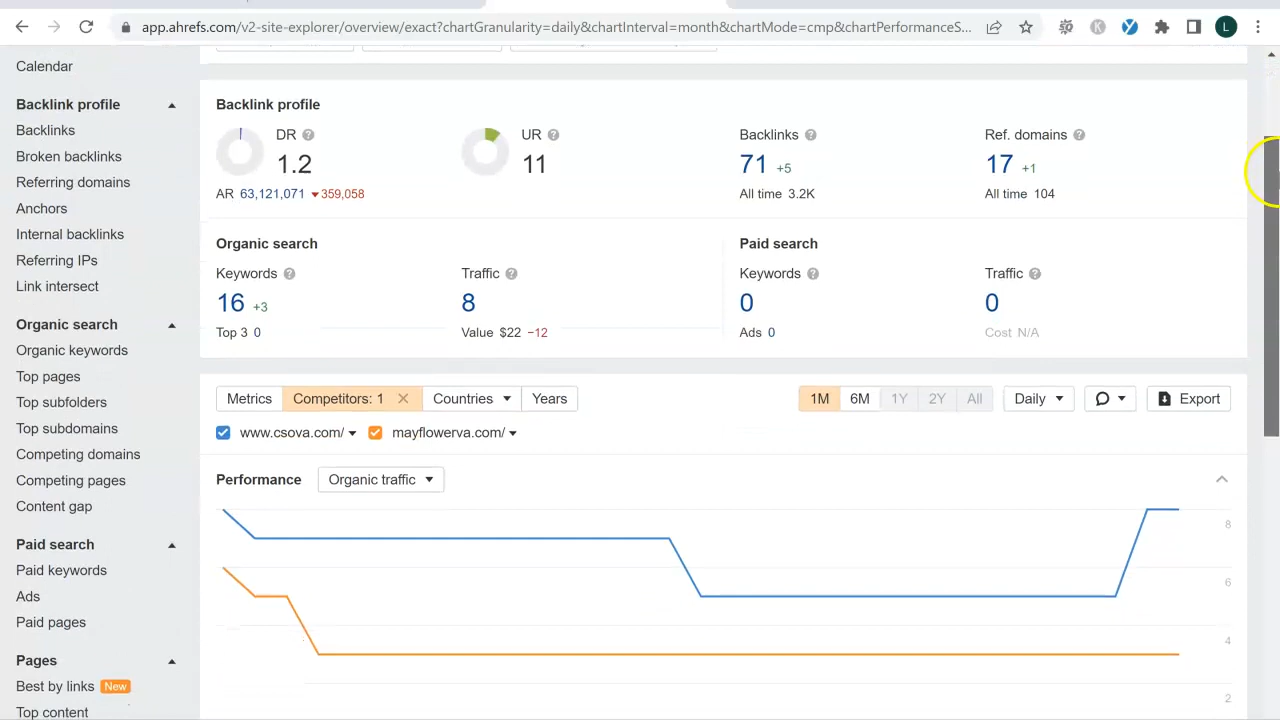 app.ahrefs.com/v2-site-explorer/overview/exact?chartGranularity=daily&chartInterval=month&chartMode=cmp&chartPerformanceS...
K
L
Calendar
Backlink profile
Backlinks
Broken backlinks
Referring domains
Anchors
Internal backlinks
Referring IPs
Link intersect
Organic search
Organic keywords
Top pages
Top subfolders
Top subdomains
Competing domains
Competing pages
Content gap
Paid search
Paid keywords
Ads
Paid pages
Pages
Best by links New
Top content
Backlink profile
DR ? UR ? Backlinks ? Ref. domains ?
1.2 11 71 +5 17 +1
AR 63,121,071 359,058 All time 3.2K All time 104
Organic search Paid search
Keywords ? Traffic ? Keywords ? Traffic ?
16 +3 8 0 0
Top 3 0 Value $22 −12 Ads 0 Cost N/A
Metrics Competitors: 1 Countries Years 1M 6M 1Y 2Y All Daily Export
www.csova.com/ mayflowerva.com/
Performance Organic traffic
8
6
4
2